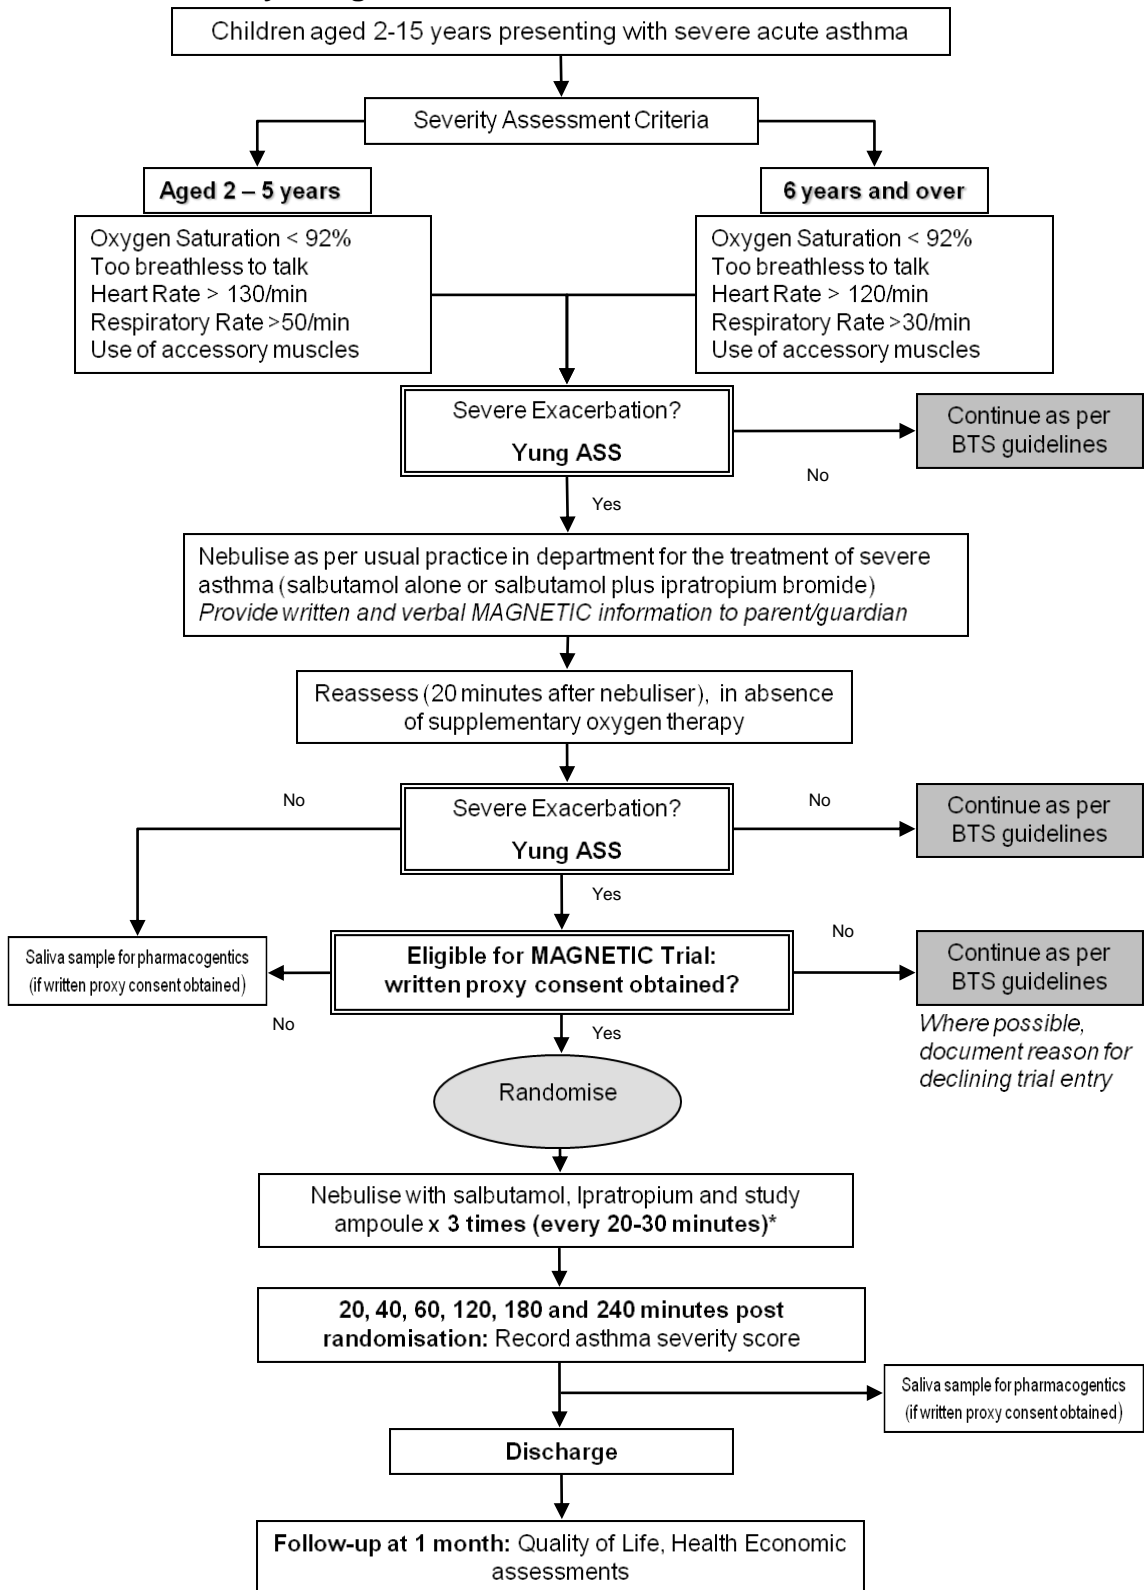 Children aged 2-15 years presenting with severe acute asthma
Severity Assessment Criteria
Aged 2 – 5 years
Oxygen Saturation < 92%
Too breathless to talk
Heart Rate > 130/min
Respiratory Rate >50/min
Use of accessory muscles
6 years and over
Oxygen Saturation < 92%
Too breathless to talk
Heart Rate > 120/min
Respiratory Rate >30/min
Use of accessory muscles
Severe Exacerbation?
Yung ASS
No
Continue as per
BTS guidelines
Yes
Nebulise as per usual practice in department for the treatment of severe
asthma (salbutamol alone or salbutamol plus ipratropium bromide)
Provide written and verbal MAGNETIC information to parent/guardian
Reassess (20 minutes after nebuliser), in absence
of supplementary oxygen therapy
No
Severe Exacerbation?
Yung ASS
No
Continue as per
BTS guidelines
Yes
Saliva sample for pharmacogentics
(if written proxy consent obtained)
No
Eligible for MAGNETIC Trial:
written proxy consent obtained?
No
Continue as per
BTS guidelines
Where possible,
document reason for
declining trial entry
Yes
Randomise
Nebulise with salbutamol, Ipratropium and study
ampoule x 3 times (every 20-30 minutes)*
20, 40, 60, 120, 180 and 240 minutes post
randomisation: Record asthma severity score
Saliva sample for pharmacogentics
(if written proxy consent obtained)
Discharge
Follow-up at 1 month: Quality of Life, Health Economic
assessments